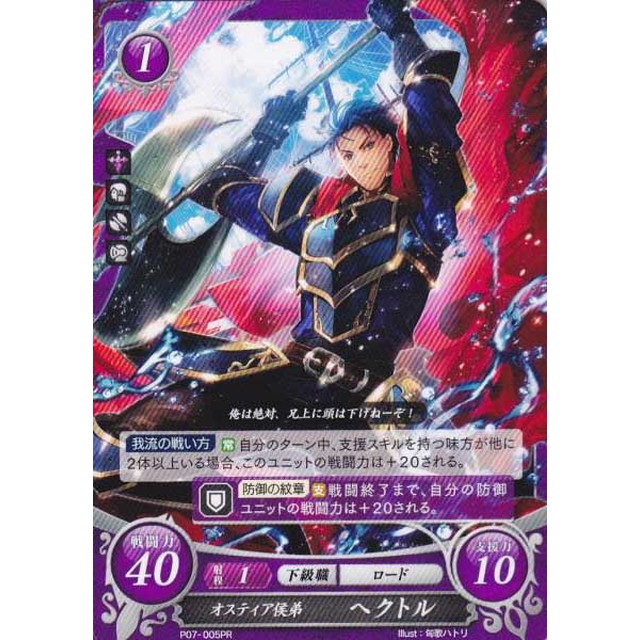 1
俺は絶対、兄上に頭は下げねーぞ！
我流の戦い方 常 自分のターン中、支援スキルを持つ味方が他に
2体以上いる場合、このユニットの戦闘力は＋20される。
防御の紋章 支 戦闘終了まで、自分の防御
ユニットの戦闘力は＋20される。
戦闘力 40 射程 1 下級職 ロード 支援力 10
オスティア侯弟 ヘクトル
P07-005PR Illust：匈歌ハトリ